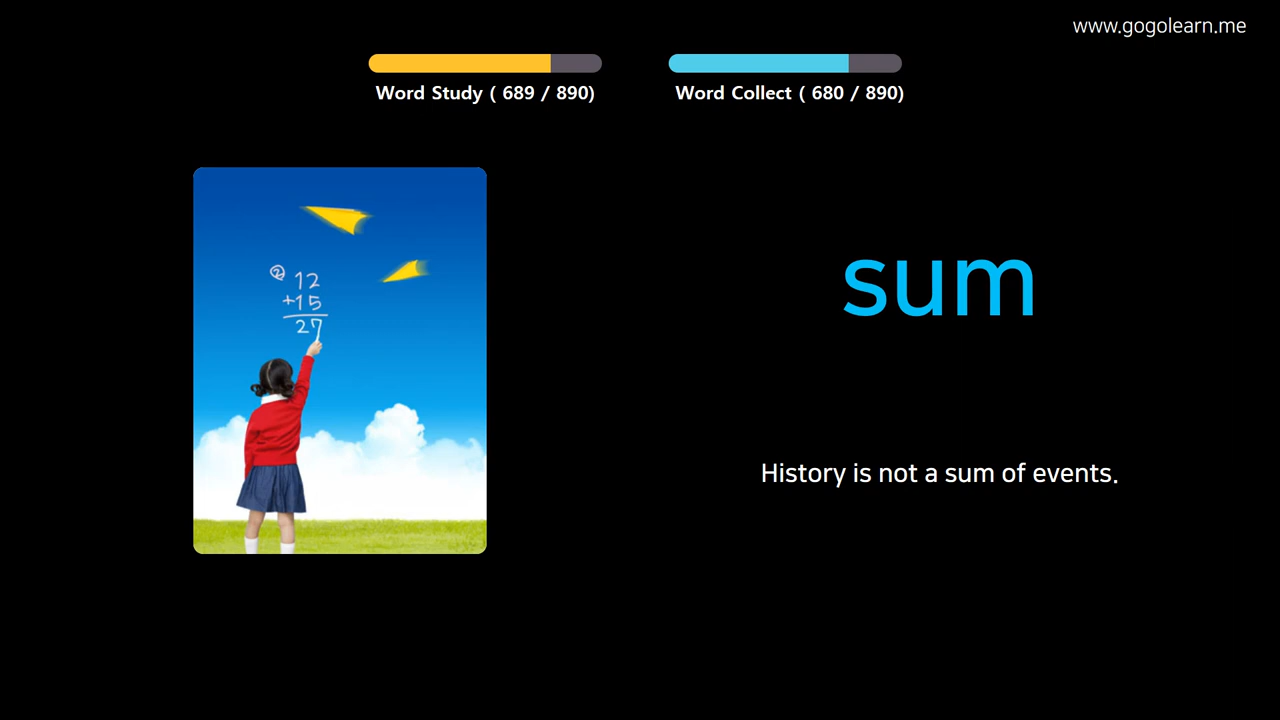 www.gogolearn.me
Word Study ( 689 / 890)
Word Collect ( 680 / 890)
② 12
+15
27
sum
History is not a sum of events.